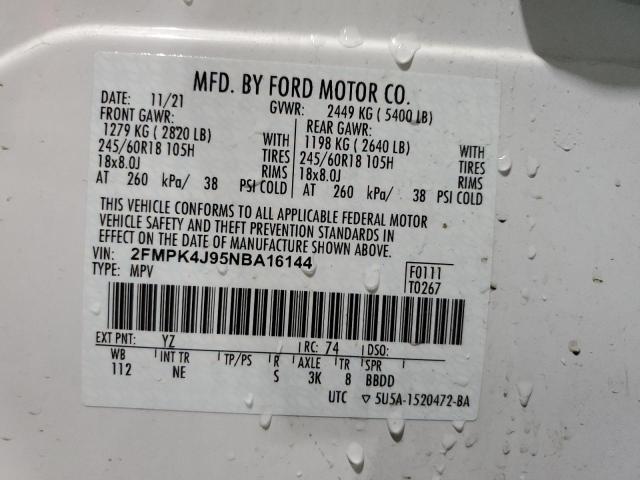 MFD. BY FORD MOTOR CO.
DATE: 11/21 GVWR: 2449 KG ( 5400 LB)
FRONT GAWR: REAR GAWR:
1279 KG ( 2820 LB) WITH 1198 KG ( 2640 LB) WITH
245/60R18 105H TIRES 245/60R18 105H TIRES
18x8.0J RIMS 18x8.0J RIMS
AT 260 kPa/ 38 PSI COLD AT 260 kPa/ 38 PSI COLD
THIS VEHICLE CONFORMS TO ALL APPLICABLE FEDERAL MOTOR
VEHICLE SAFETY AND THEFT PREVENTION STANDARDS IN
EFFECT ON THE DATE OF MANUFACTURE SHOWN ABOVE.
VIN: 2FMPK4J95NBA16144
TYPE: MPV F0111
T0267
EXT PNT: YZ RC: 74 DSO:
WB INT TR TP/PS R AXLE TR SPR
112 NE S 3K 8 BBDD
UTC ▽ 5U5A-1520472-BA